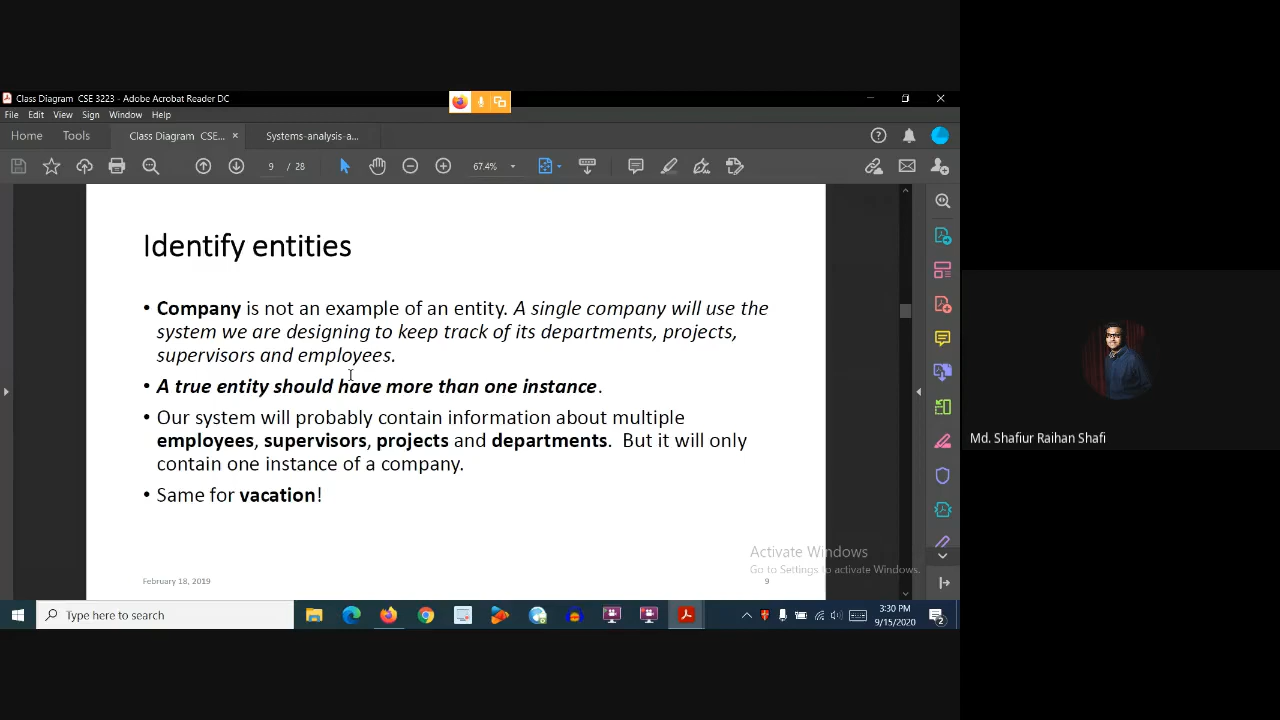 Class Diagram CSE 3223 - Adobe Acrobat Reader DC
File Edit View Sign Window Help
Home Tools Class Diagram CSE... × Systems-analysis-a...
9 / 28 67.4%
Identify entities
• Company is not an example of an entity. A single company will use the
system we are designing to keep track of its departments, projects,
supervisors and employees.
• A true entity should have more than one instance.
• Our system will probably contain information about multiple
employees, supervisors, projects and departments. But it will only
contain one instance of a company.
• Same for vacation!
Md. Shafiur Raihan Shafi
Activate Windows
Go to Settings to activate Windows.
February 18, 2019 9
Type here to search
3:30 PM
9/15/2020
2